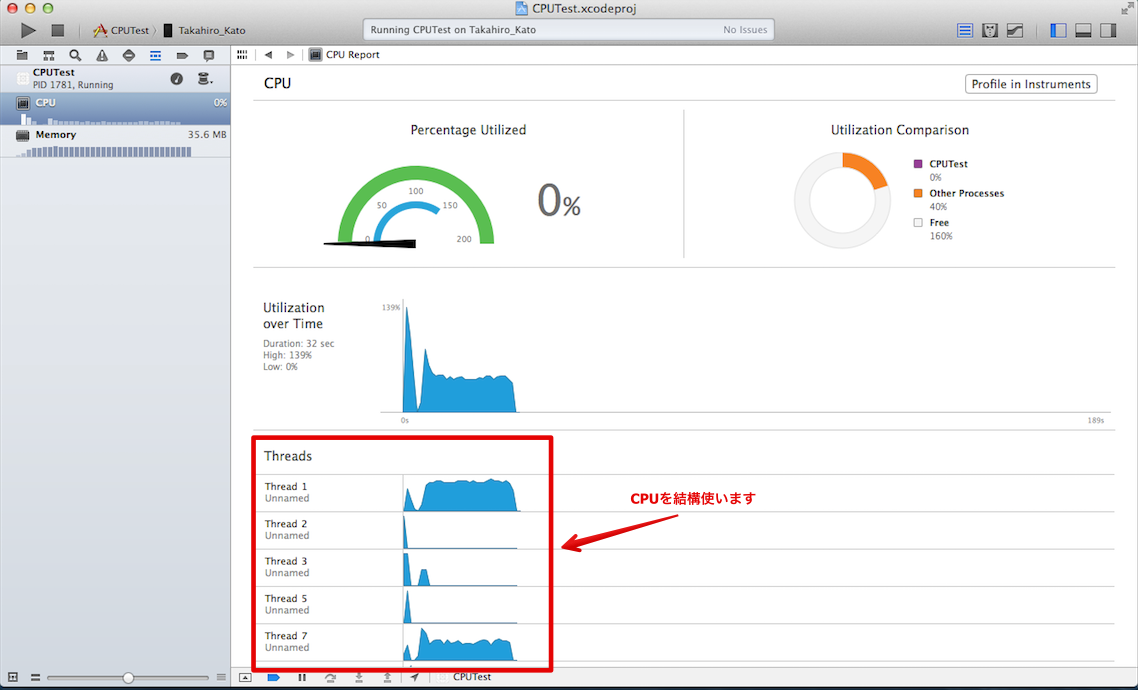 CPUTest.xcodeproj
CPUTest
Takahiro_Kato
Running CPUTest on Takahiro_Kato
No Issues
CPU Report
CPUTest
PID 1781, Running
CPU
0%
Memory
35.6 MB
CPU
Profile in Instruments
Percentage Utilized
0
50
100
150
200
0%
Utilization Comparison
CPUTest
0%
Other Processes
40%
Free
160%
Utilization
over Time
Duration: 32 sec
High: 139%
Low: 0%
139%
0s
189s
Threads
Thread 1
Unnamed
Thread 2
Unnamed
Thread 3
Unnamed
Thread 5
Unnamed
Thread 7
Unnamed
CPUを結構使います
CPUTest